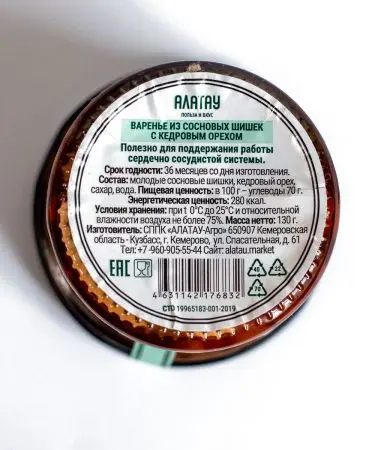 АЛАТАУ
ПОЛЬЗА И ВКУС
ВАРЕНЬЕ ИЗ СОСНОВЫХ ШИШЕК
С КЕДРОВЫМ ОРЕХОМ
Полезно для поддержания работы
сердечно сосудистой системы.
Срок годности: 36 месяцев со дня изготовления.
Состав: молодые сосновые шишки, кедровый орех,
сахар, вода. Пищевая ценность: в 100 г – углеводы 70 г.
Энергетическая ценность: 280 ккал.
Условия хранения: при t 0°C до 25°C и относительной
влажности воздуха не более 75%. Масса нетто: 130 г.
Изготовитель: СППК «АЛАТАУ-Агро» 650907 Кемеровская
область - Кузбасс, г. Кемерово, ул. Спасательная, д. 61
Тел: +7 -960-905-55-44 Сайт: alatau.market
EAC
4 631142 176832
40
22
70
СТО 19965183-001-2019